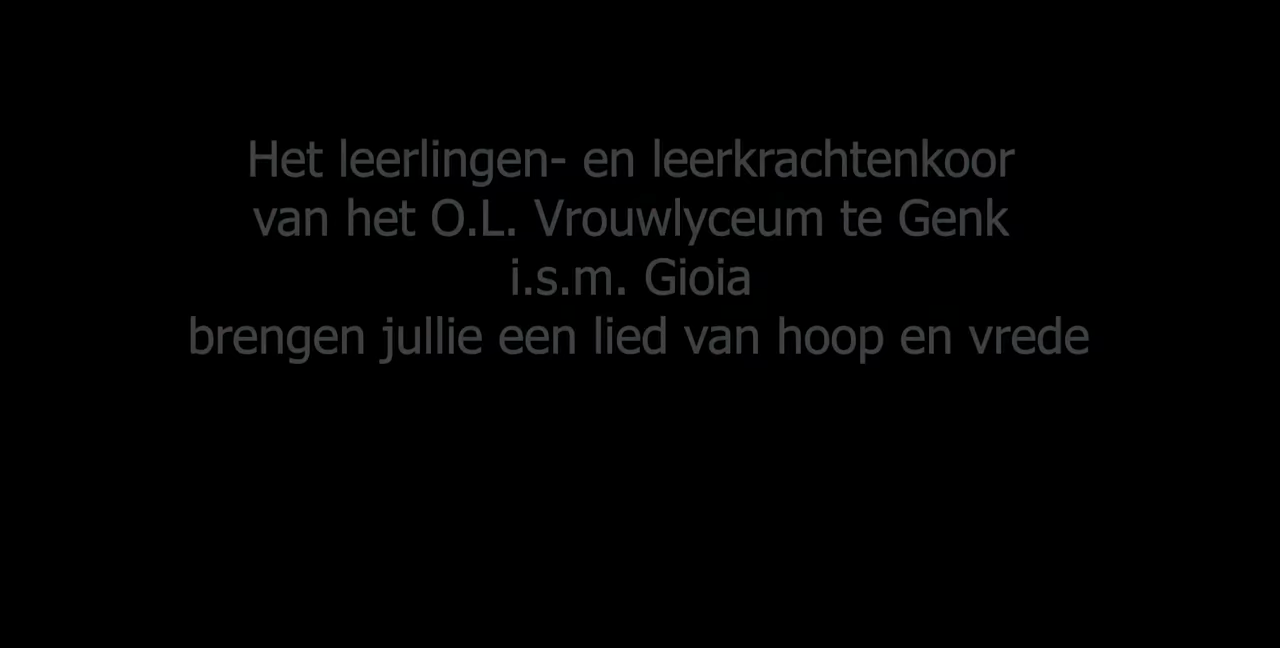 Het leerlingen- en leerkrachtenkoor
van het O.L. Vrouwlyceum te Genk
i.s.m. Gioia
brengen jullie een lied van hoop en vrede